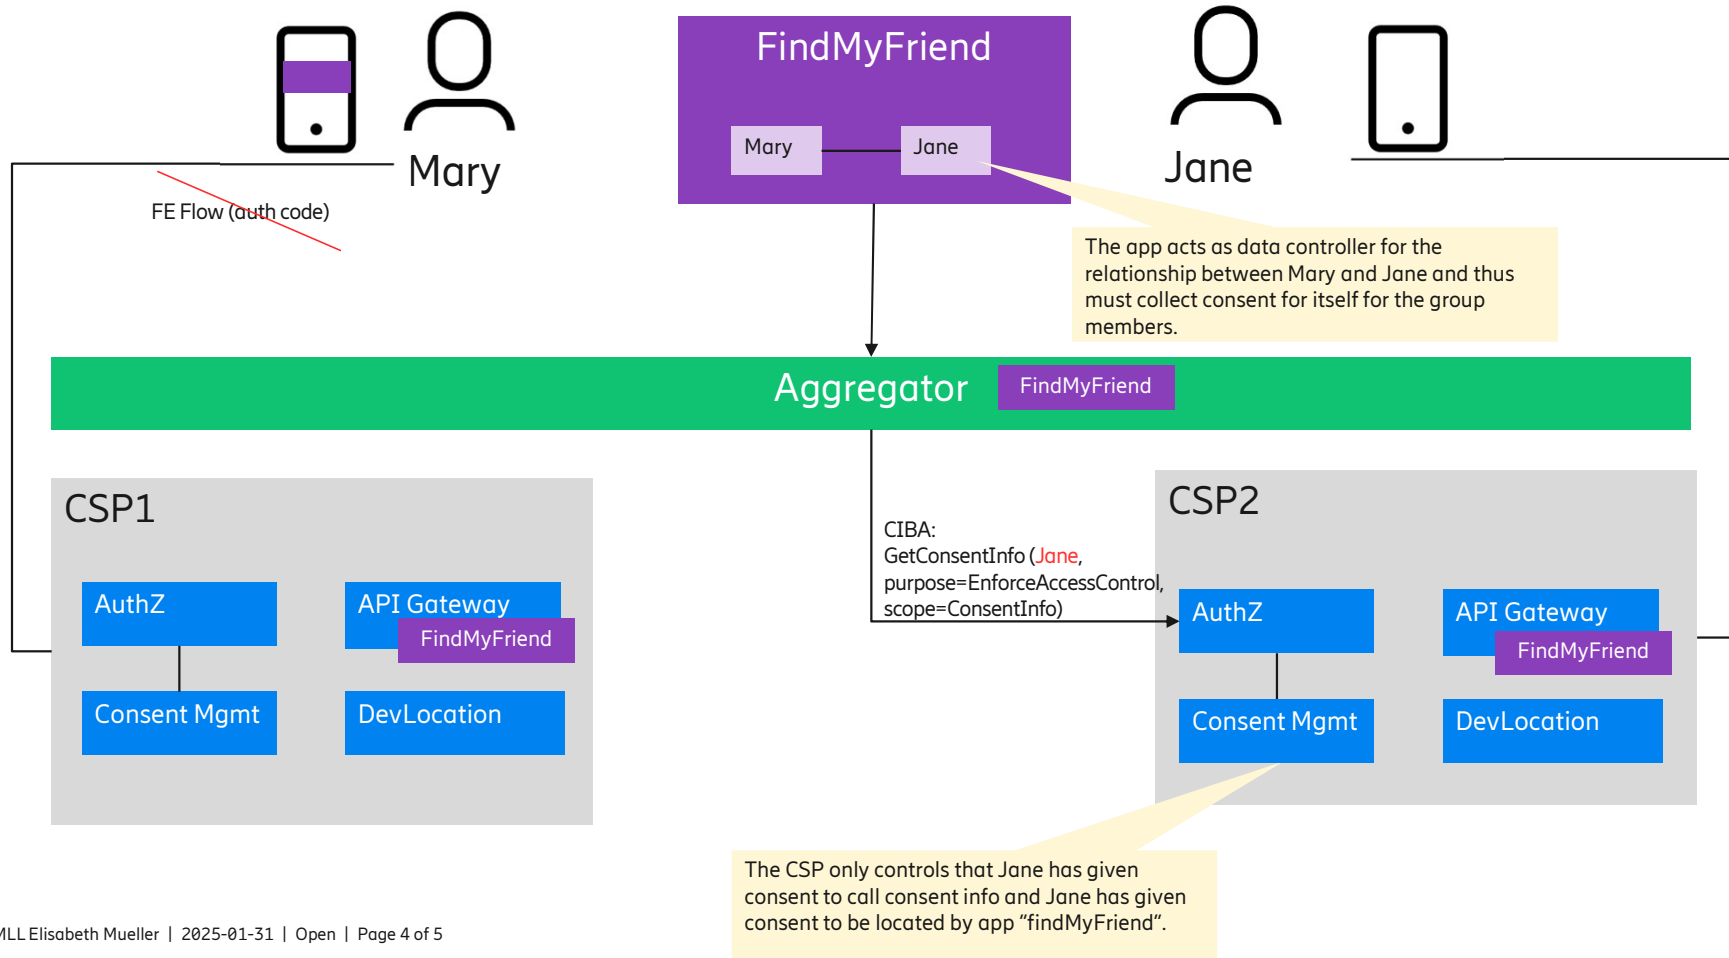 FindMyFriend
Mary
Jane
Mary
Jane
FE Flow (auth code)
The app acts as data controller for the
relationship between Mary and Jane and thus
must collect consent for itself for the group
members.
Aggregator
FindMyFriend
CSP1
AuthZ
API Gateway
FindMyFriend
Consent Mgmt
DevLocation
CIBA:
GetConsentInfo (Jane,
purpose=EnforceAccessControl,
scope=ConsentInfo)
CSP2
AuthZ
API Gateway
FindMyFriend
Consent Mgmt
DevLocation
The CSP only controls that Jane has given
consent to call consent info and Jane has given
consent to be located by app “findMyFriend”.
MLL Elisabeth Mueller | 2025-01-31 | Open | Page 4 of 5